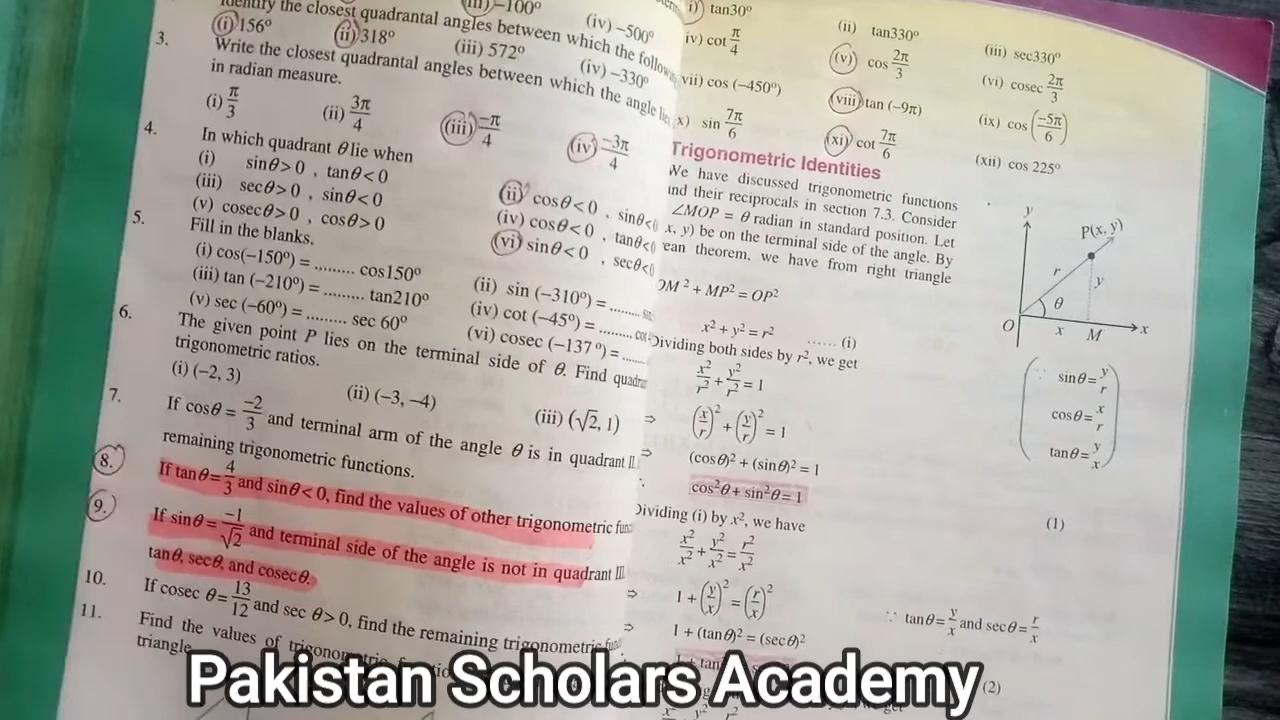 (iii) –100°
(iv) –500°
Identify the closest quadrantal angles between which the following
(i) 156°
(ii) 318°
(iii) 572°
(iv) –330°
3. Write the closest quadrantal angles between which the angle lies
in radian measure.
(i) π/3
(ii) 3π/4
(iii) –π/4
(iv) –3π/4
4. In which quadrant θ lie when
(i) sinθ > 0 , tanθ < 0
(ii) cosθ < 0 , sinθ < 0
(iii) secθ > 0 , sinθ < 0
(iv) cosθ < 0 , tanθ < 0
(v) cosecθ > 0 , cosθ > 0
(vi) sinθ < 0 , secθ < 0
5. Fill in the blanks.
(i) cos(–150°) = ......... cos150°
(ii) sin (–310°) = .........
(iii) tan (–210°) = ......... tan210°
(iv) cot (–45°) = .........
(v) sec (–60°) = ......... sec 60°
(vi) cosec (–137°) = ......
6. The given point P lies on the terminal side of θ. Find
trigonometric ratios.
(i) (–2, 3)
(ii) (–3, –4)
(iii) (√2, 1)
7. If cosθ = –2/3 and terminal arm of the angle θ is in quadrant II,
remaining trigonometric functions.
8. If tanθ = 4/3 and sinθ < 0, find the values of other trigonometric
9. If sinθ = –1/√2 and terminal side of the angle is not in quadrant III,
tanθ, secθ, and cosecθ.
10. If cosec θ = 13/12 and sec θ > 0, find the remaining trigonometric
11. Find the values of trigonometric
triangle
i) tan30°
(ii) tan330°
(iii) sec330°
iv) cot π/4
(v) cos 2π/3
(vi) cosec 2π/3
vii) cos (–450°)
(viii) tan (–9π)
(ix) cos (–5π/6)
x) sin 7π/6
(xi) cot 7π/6
(xii) cos 225°
Trigonometric Identities
We have discussed trigonometric functions
and their reciprocals in section 7.3. Consider
∠MOP = θ radian in standard position. Let
x, y) be on the terminal side of the angle. By
rean theorem, we have from right triangle
OM² + MP² = OP²
x² + y² = r² ...... (i)
Dividing both sides by r², we get
x²/r² + y²/r² = 1
⇒ (x/r)² + (y/r)² = 1
⇒ (cosθ)² + (sinθ)² = 1
∴ cos²θ + sin²θ = 1
(1)
Dividing (i) by x², we have
x²/x² + y²/x² = r²/x²
⇒ 1 + (y/x)² = (r/x)²
∵ tanθ = y/x and secθ = r/x
⇒ 1 + (tanθ)² = (secθ)²
1 + tan
(2)
y
P(x, y)
r
y
θ
O
x
M
x
∵ sinθ = y/r
cosθ = x/r
tanθ = y/x
Pakistan Scholars Academy